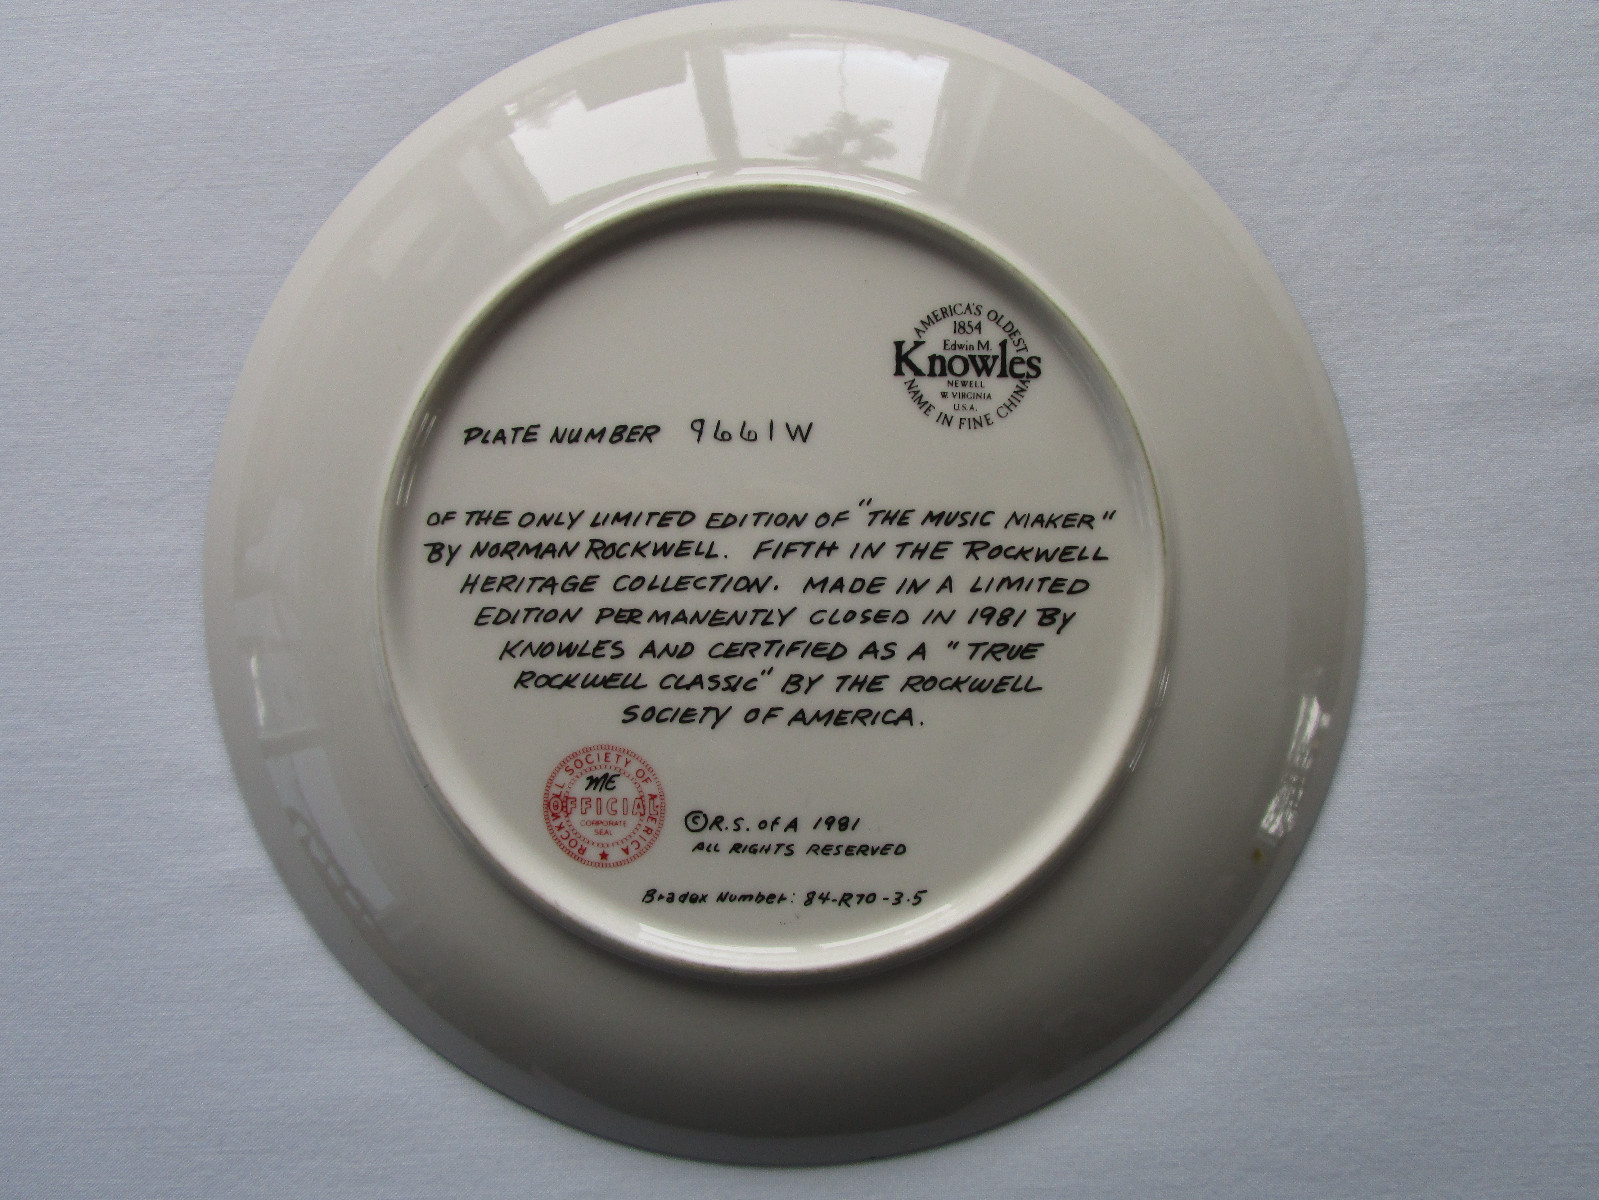 AMERICA'S OLDEST
1854
Edwin M.
Knowles
NEWELL
W. VIRGINIA
U.S.A.
NAME IN FINE CHINA
PLATE NUMBER 9661W
OF THE ONLY LIMITED EDITION OF "THE MUSIC MAKER"
BY NORMAN ROCKWELL. FIFTH IN THE ROCKWELL
HERITAGE COLLECTION. MADE IN A LIMITED
EDITION PERMANENTLY CLOSED IN 1981 BY
KNOWLES AND CERTIFIED AS A "TRUE
ROCKWELL CLASSIC" BY THE ROCKWELL
SOCIETY OF AMERICA.
ROCKWELL SOCIETY OF AMERICA
ME
OFFICIAL
CORPORATE
SEAL
©R.S. of A 1981
ALL RIGHTS RESERVED
Bradex Number: 84-R70-3.5